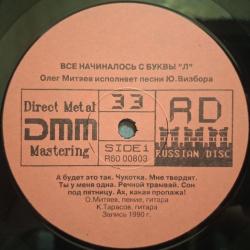 ВСЕ НАЧИНАЛОСЬ С БУКВЫ "Л"
Олег Митяев исполняет песни Ю.Визбора
Direct Metal
DMM
Mastering
33
SIDE 1
R60 00803
RD
RUSSIAN DISC
А будет это так. Чукотка. Мне твердят.
Ты у меня одна. Речной трамвай. Сон
под пятницу. Ах, какая пропажа!
О.Митяев, пение, гитара
К.Тарасов, гитара
Запись 1990 г.